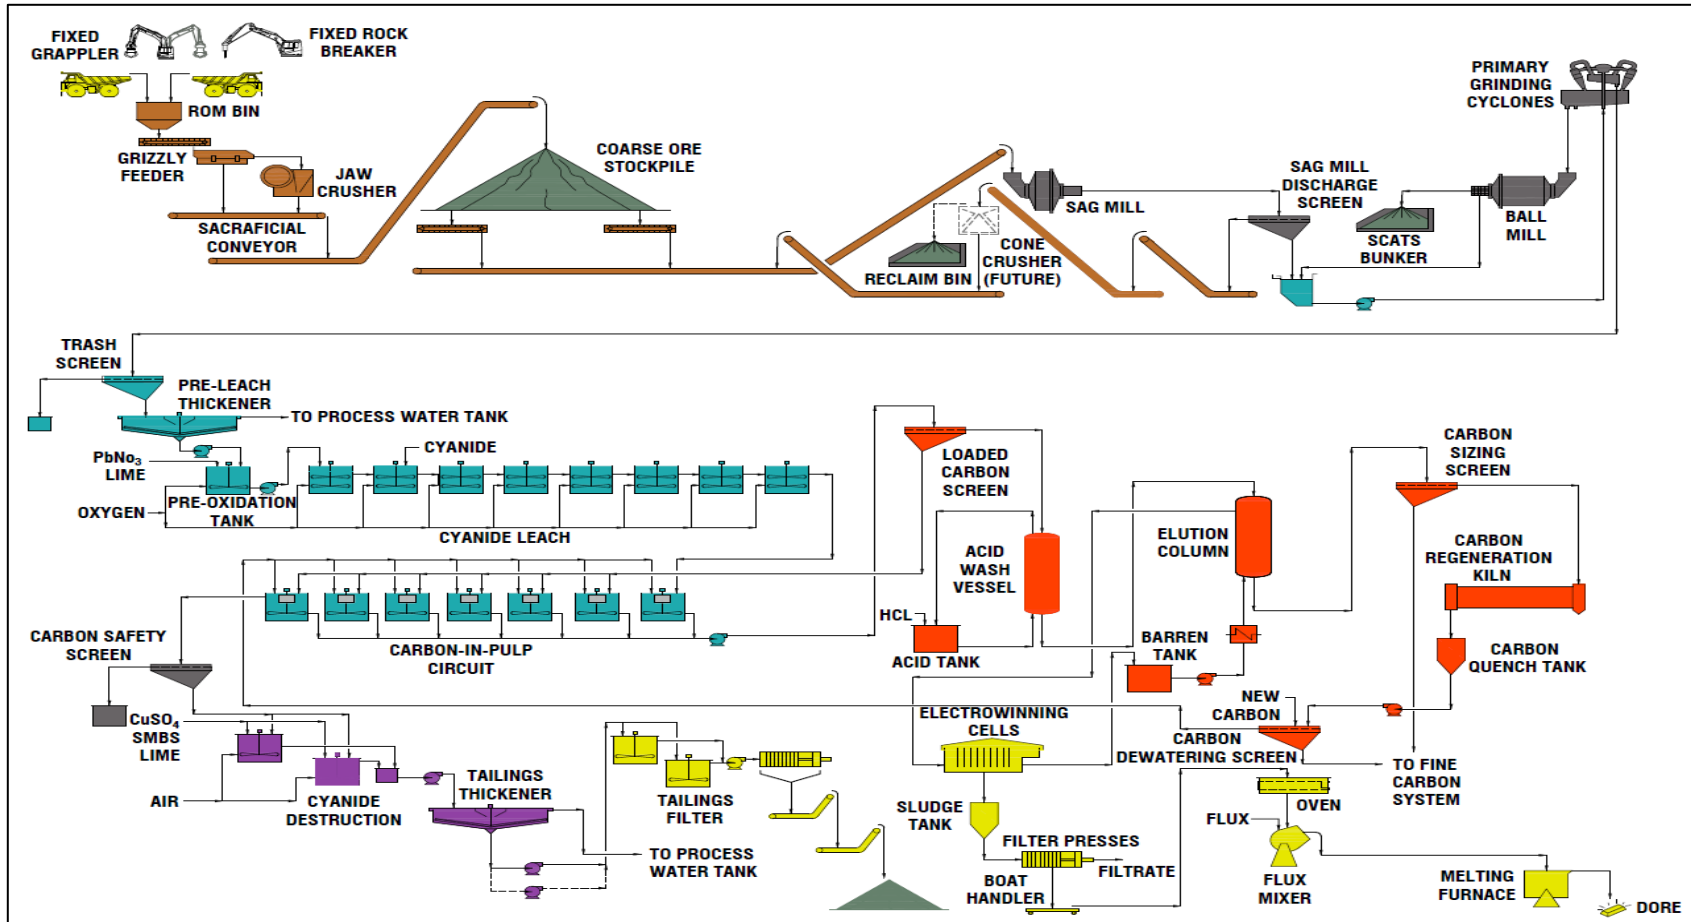 FIXED
GRAPPLER
FIXED ROCK
BREAKER
ROM BIN
GRIZZLY
FEEDER
JAW
CRUSHER
SACRAFICIAL
CONVEYOR
COARSE ORE
STOCKPILE
RECLAIM BIN
CONE
CRUSHER
(FUTURE)
SAG MILL
SAG MILL
DISCHARGE
SCREEN
SCATS
BUNKER
BALL
MILL
PRIMARY
GRINDING
CYCLONES
TRASH
SCREEN
PRE-LEACH
THICKENER
TO PROCESS WATER TANK
PbNo₃
LIME
OXYGEN
PRE-OXIDATION
TANK
CYANIDE
CYANIDE LEACH
LOADED
CARBON
SCREEN
ACID
WASH
VESSEL
HCL
ACID TANK
ELUTION
COLUMN
BARREN
TANK
CARBON
SIZING
SCREEN
CARBON
REGENERATION
KILN
CARBON
QUENCH TANK
NEW
CARBON
CARBON
DEWATERING SCREEN
TO FINE
CARBON
SYSTEM
CARBON SAFETY
SCREEN
CARBON-IN-PULP
CIRCUIT
CuSO₄
SMBS
LIME
AIR
CYANIDE
DESTRUCTION
TAILINGS
THICKENER
TO PROCESS
WATER TANK
TAILINGS
FILTER
ELECTROWINNING
CELLS
SLUDGE
TANK
FILTER PRESSES
FILTRATE
BOAT
HANDLER
OVEN
FLUX
FLUX
MIXER
MELTING
FURNACE
DORE